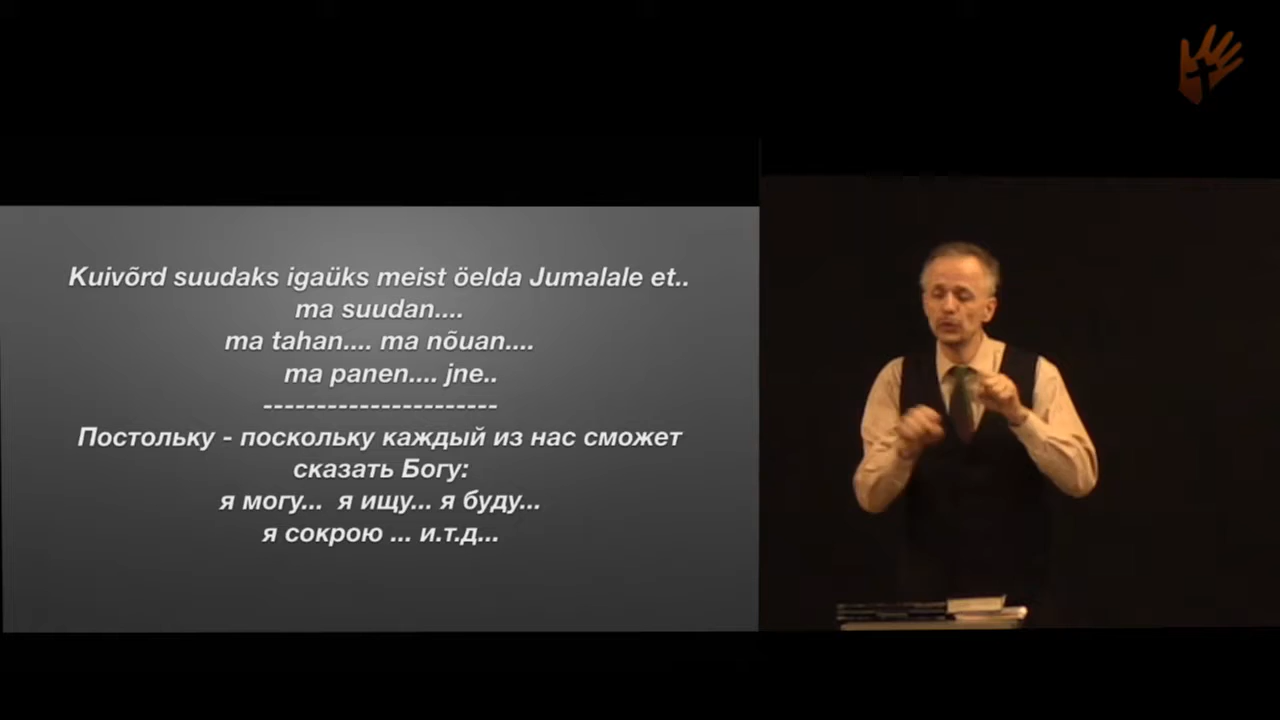 Kuivõrd suudaks igaüks meist öelda Jumalale et..
ma suudan....
ma tahan.... ma nõuan....
ma panen.... jne..
----------------------
Постольку - поскольку каждый из нас сможет
сказать Богу:
я могу...  я ищу... я буду...
я сокрою ... и.т.д...